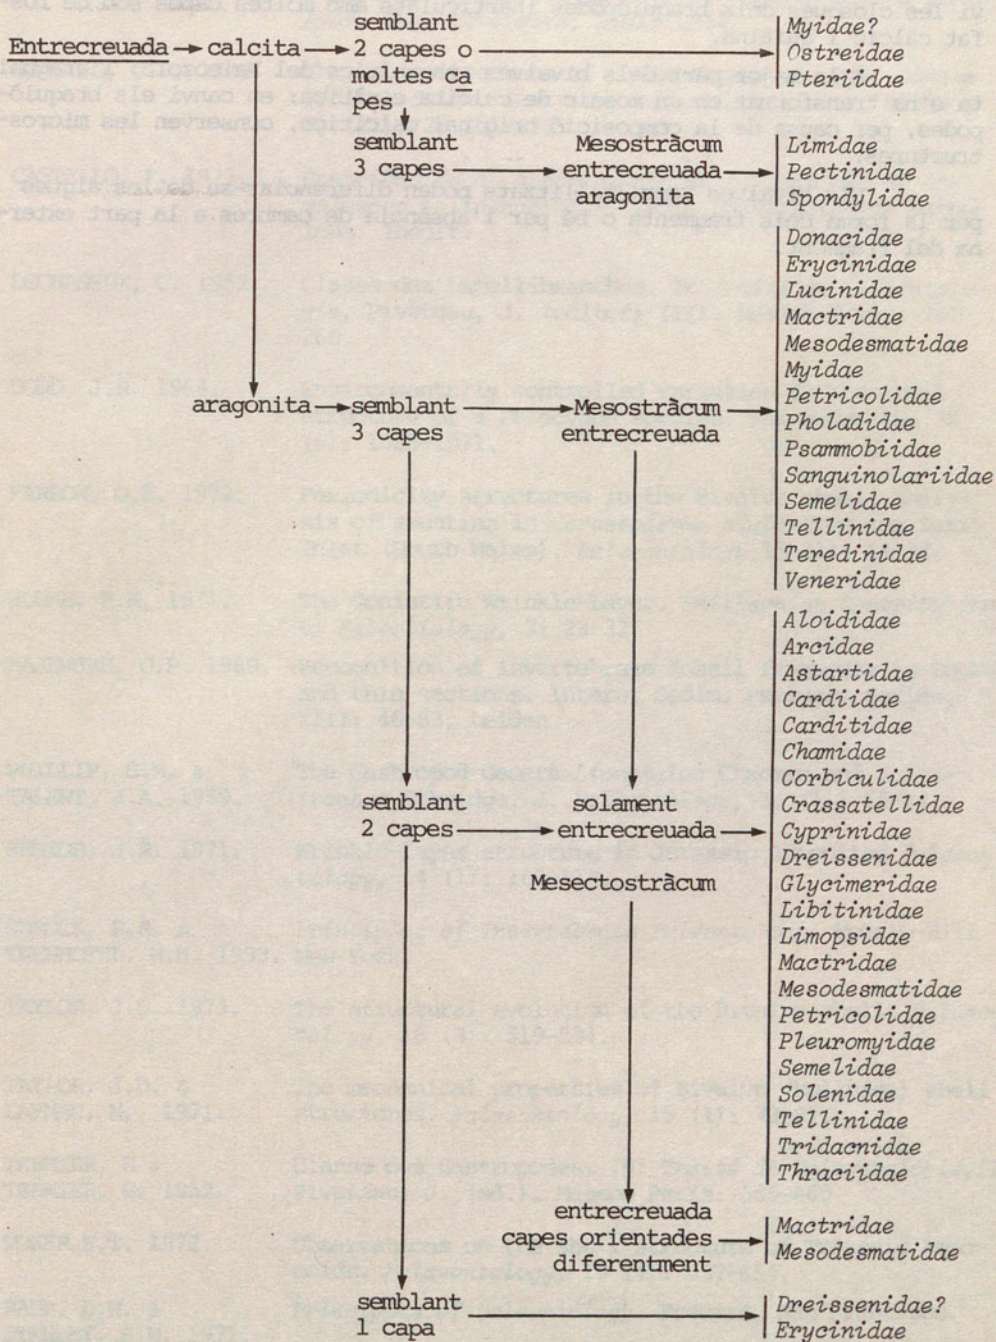 Entrecreuada → calcita → semblant
2 capes o
moltes ca
pes
Myidae?
Ostreidae
Pteriidae
semblant
3 capes
Mesostràcum
entrecreuada
aragonita
Limidae
Pectinidae
Spondylidae
aragonita → semblant
3 capes
Mesostràcum
entrecreuada
Donacidae
Erycinidae
Lucinidae
Mactridae
Mesodesmatidae
Myidae
Petricolidae
Pholadidae
Psammobiidae
Sanguinolariidae
Semelidae
Tellinidae
Teredinidae
Veneridae
semblant
2 capes
solament
entrecreuada
Mesectostràcum
Aloididae
Arcidae
Astartidae
Cardiidae
Carditidae
Chamidae
Corbiculidae
Crassatellidae
Cyprinidae
Dreissenidae
Glycimeridae
Libitinidae
Limopsidae
Mactridae
Mesodesmatidae
Petricolidae
Pleuromyidae
Semelidae
Solenidae
Tellinidae
Tridacnidae
Thraciidae
entrecreuada
capes orientades
diferentment
Mactridae
Mesodesmatidae
semblant
1 capa
Dreissenidae?
Erycinidae